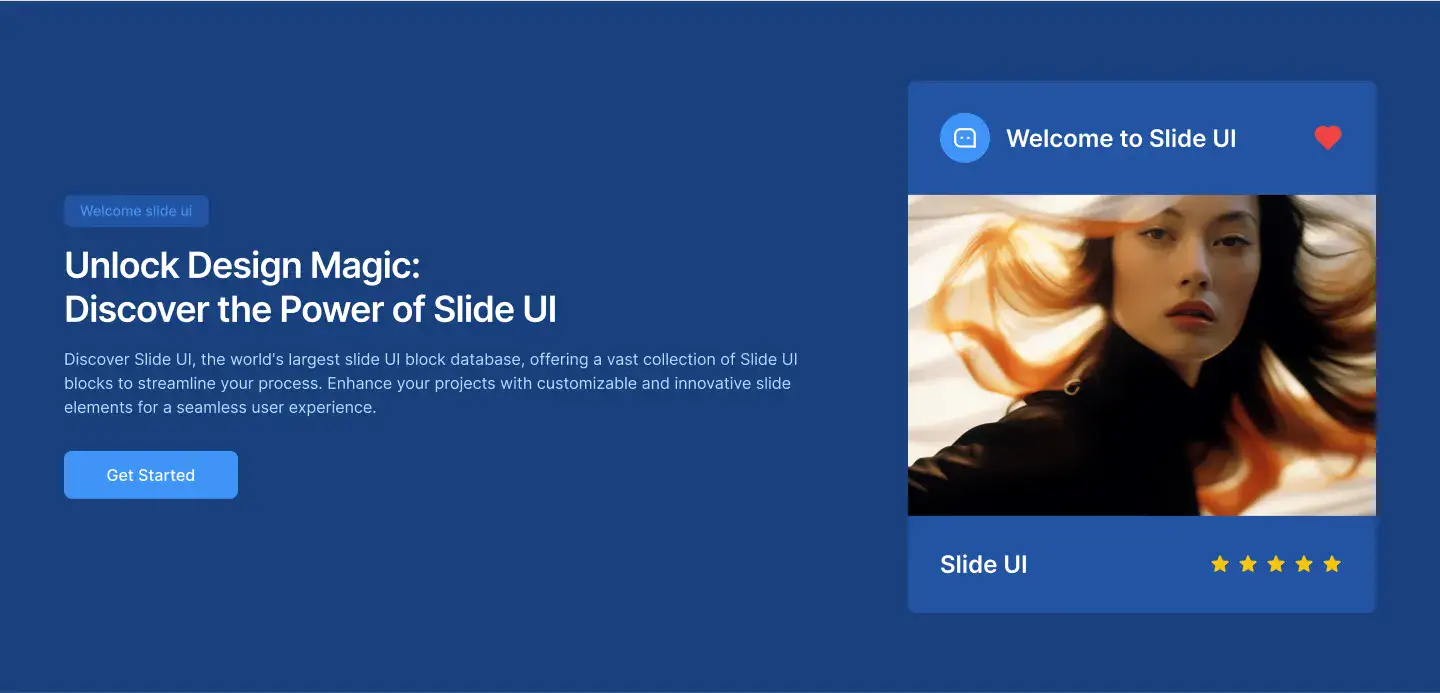 Welcome slide ui
Unlock Design Magic:
Discover the Power of Slide UI
Discover Slide UI, the world's largest slide UI block database, offering a vast collection of Slide UI
blocks to streamline your process. Enhance your projects with customizable and innovative slide
elements for a seamless user experience.
Get Started
Welcome to Slide UI
Slide UI